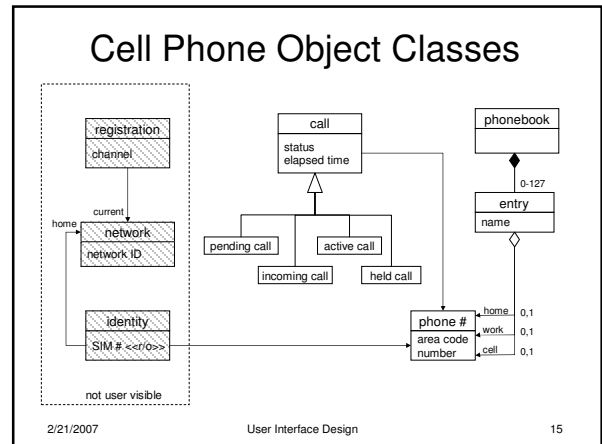 Cell Phone Object Classes
registration
channel
current
home
network
network ID
identity
SIM # <<r/o>>
not user visible
call
status
elapsed time
pending call
active call
incoming call
held call
phonebook
0-127
entry
name
phone #
area code
number
home 0,1
work 0,1
cell 0,1
2/21/2007 User Interface Design 15